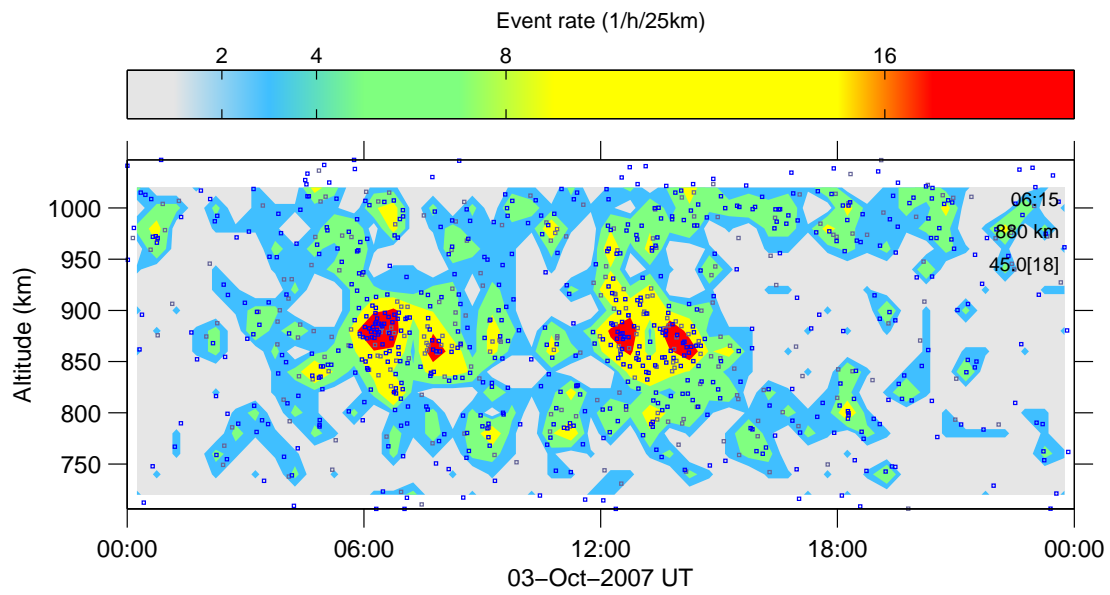 Event rate (1/h/25km)
2 4 8 16
Altitude (km)
1000
950
900
850
800
750
06:15
880 km
45.0[18]
00:00 06:00 12:00 18:00 00:00
03−Oct−2007 UT